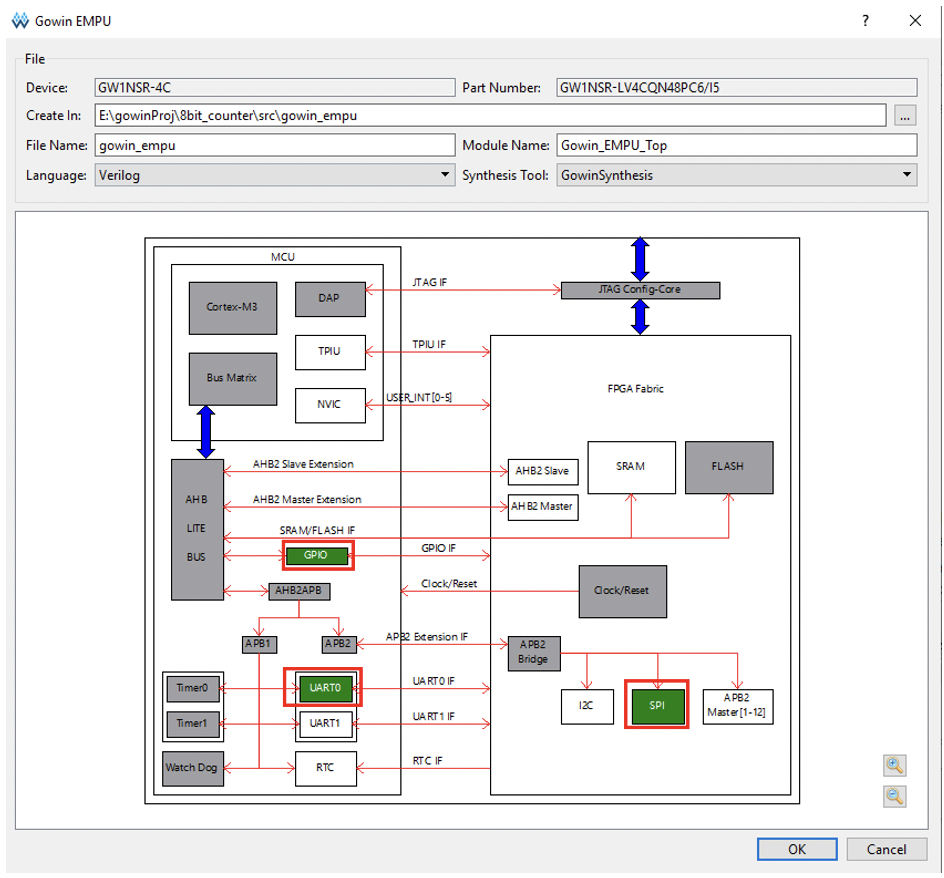 Gowin EMPU
?
File
Device: GW1NSR-4C Part Number: GW1NSR-LV4CQN48PC6/I5
Create In: E:\gowinProj\8bit_counter\src\gowin_empu ...
File Name: gowin_empu Module Name: Gowin_EMPU_Top
Language: Verilog Synthesis Tool: GowinSynthesis
MCU
JTAG IF
JTAG Config-Core
Cortex-M3
DAP
TPIU
TPIU IF
Bus Matrix
NVIC
USER_INT[0-5]
FPGA Fabric
AHB
LITE
BUS
AHB2 Slave Extension
AHB2 Slave
AHB2 Master Extension
AHB2 Master
SRAM
FLASH
SRAM/FLASH IF
GPIO
GPIO IF
AHB2APB
Clock/Reset
Clock/Reset
APB1
APB2
APB2 Extension IF
APB2
Bridge
Timer0
UART0
UART0 IF
I2C
SPI
APB2
Master[1-12]
Timer1
UART1
UART1 IF
Watch Dog
RTC
RTC IF
OK
Cancel